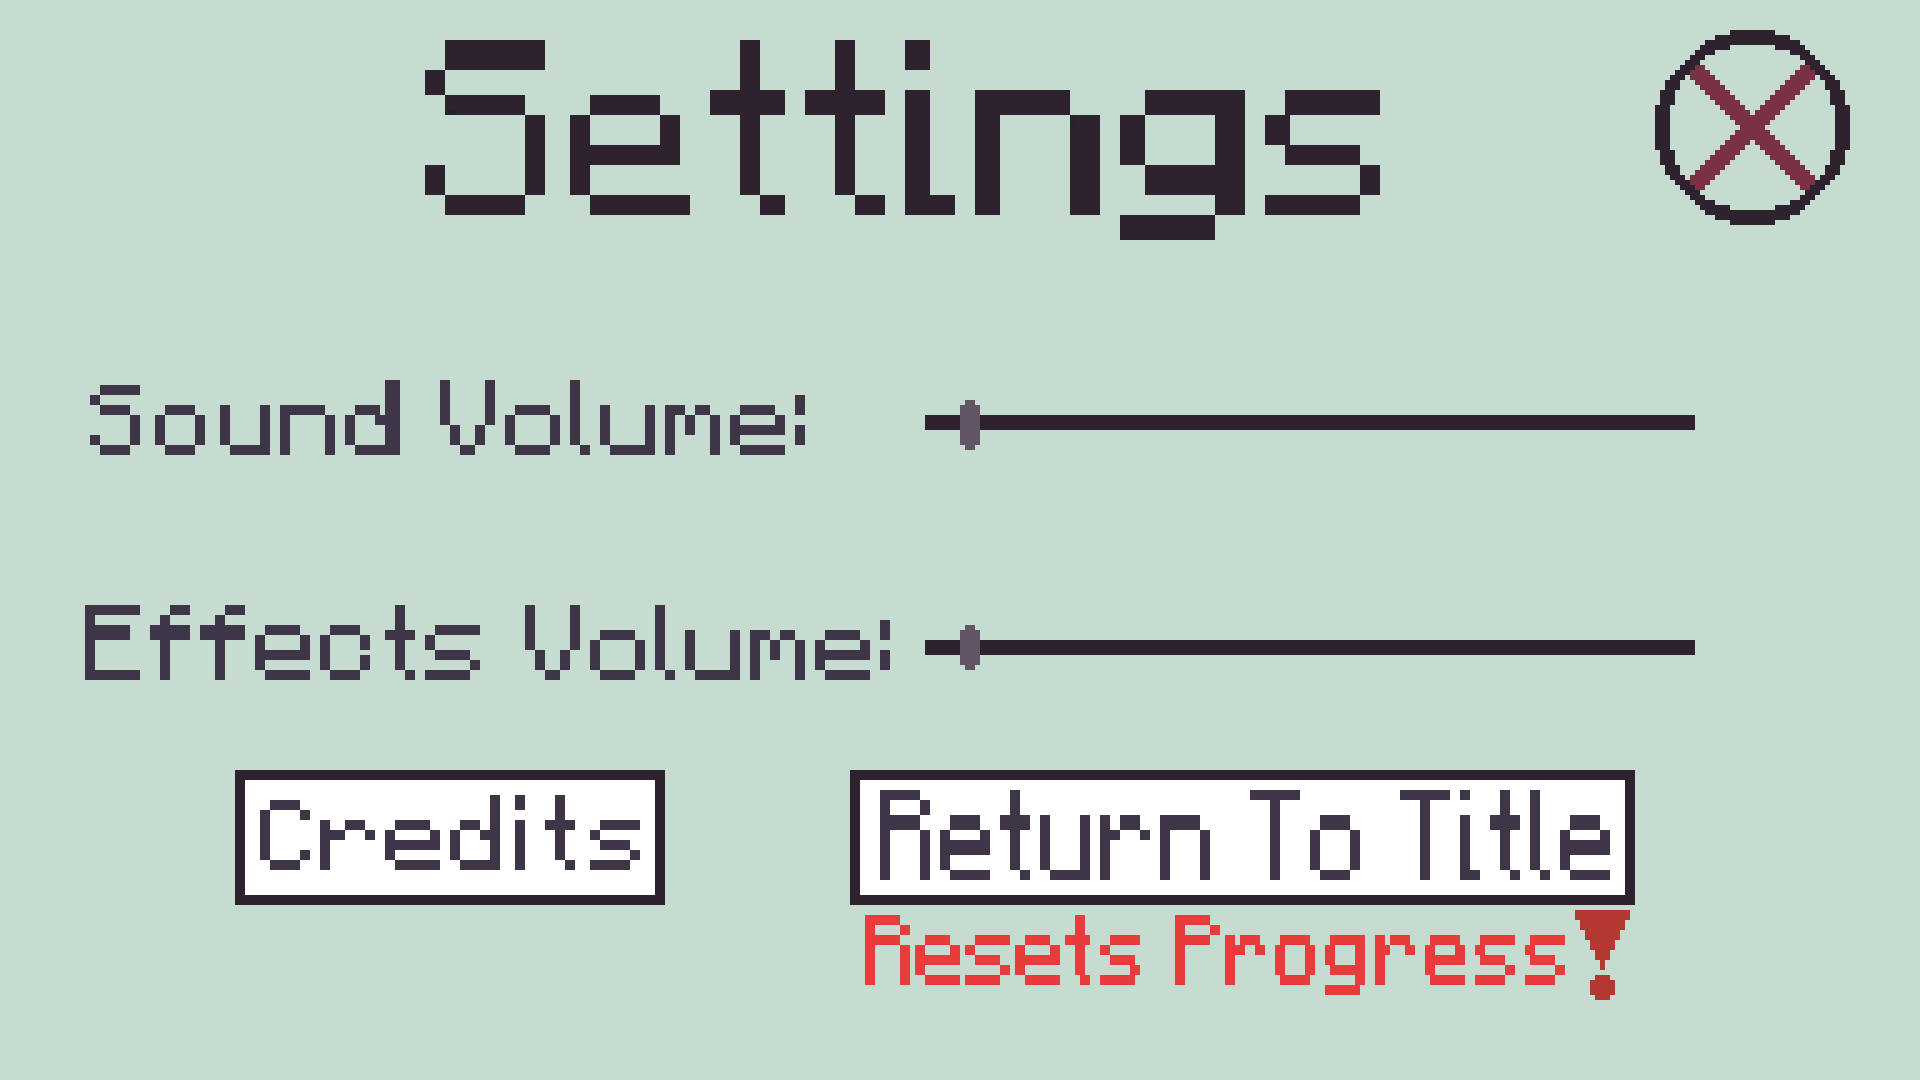 Settings
Sound Volume:
Effects Volume:
Credits
Return To Title
Resets Progress!